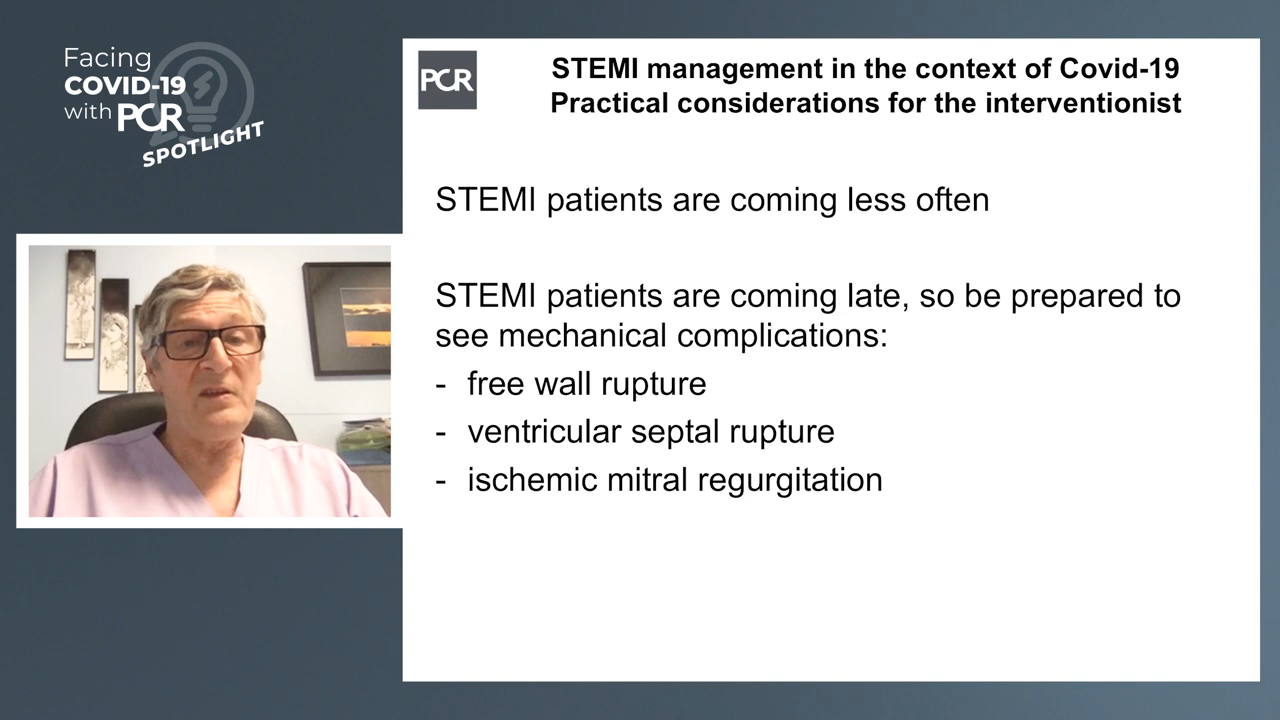 Facing
COVID-19
with PCR
SPOTLIGHT
PCR
STEMI management in the context of Covid-19
Practical considerations for the interventionist
STEMI patients are coming less often
STEMI patients are coming late, so be prepared to
see mechanical complications:
- free wall rupture
- ventricular septal rupture
- ischemic mitral regurgitation